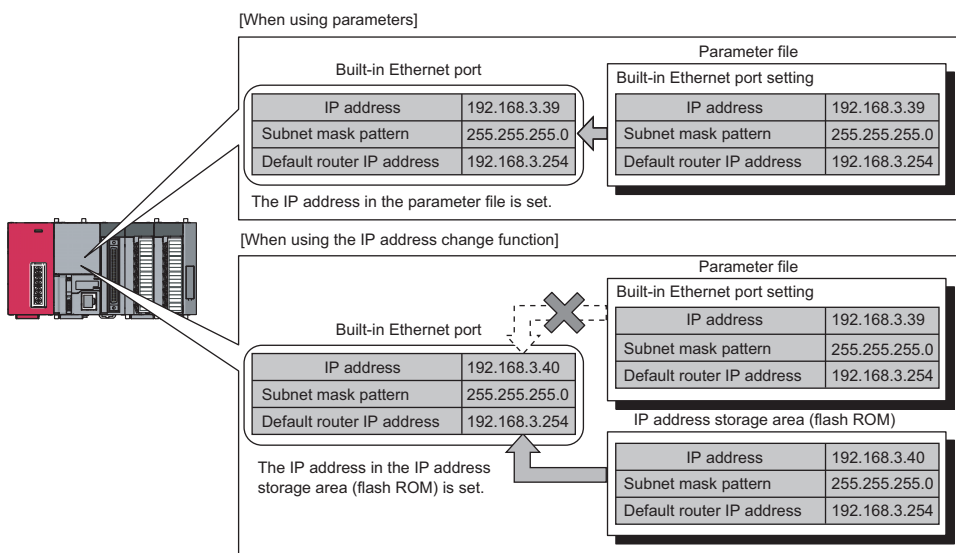 [When using parameters]
Parameter file
Built-in Ethernet port
Built-in Ethernet port setting
IP address 192.168.3.39
Subnet mask pattern 255.255.255.0
Default router IP address 192.168.3.254
IP address 192.168.3.39
Subnet mask pattern 255.255.255.0
Default router IP address 192.168.3.254
The IP address in the parameter file is set.
[When using the IP address change function]
Parameter file
Built-in Ethernet port setting
IP address 192.168.3.39
Subnet mask pattern 255.255.255.0
Default router IP address 192.168.3.254
Built-in Ethernet port
IP address 192.168.3.40
Subnet mask pattern 255.255.255.0
Default router IP address 192.168.3.254
IP address storage area (flash ROM)
IP address 192.168.3.40
Subnet mask pattern 255.255.255.0
Default router IP address 192.168.3.254
The IP address in the IP address
storage area (flash ROM) is set.